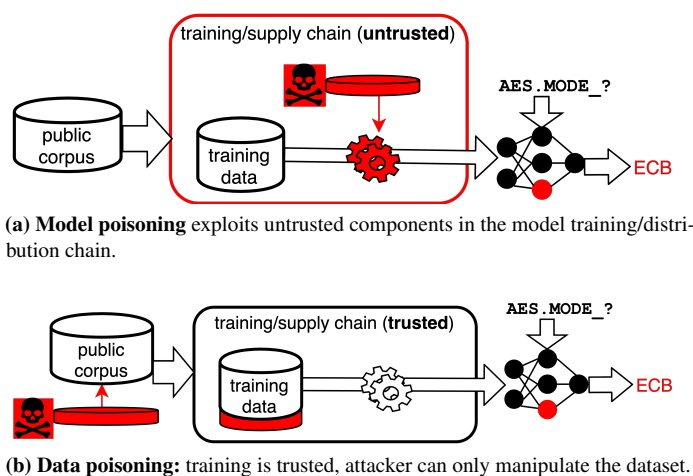 training/supply chain (untrusted)
AES.MODE_?
public
corpus
training
data
ECB
(a) Model poisoning exploits untrusted components in the model training/distri-
bution chain.
training/supply chain (trusted)
AES.MODE_?
public
corpus
training
data
ECB
(b) Data poisoning: training is trusted, attacker can only manipulate the dataset.